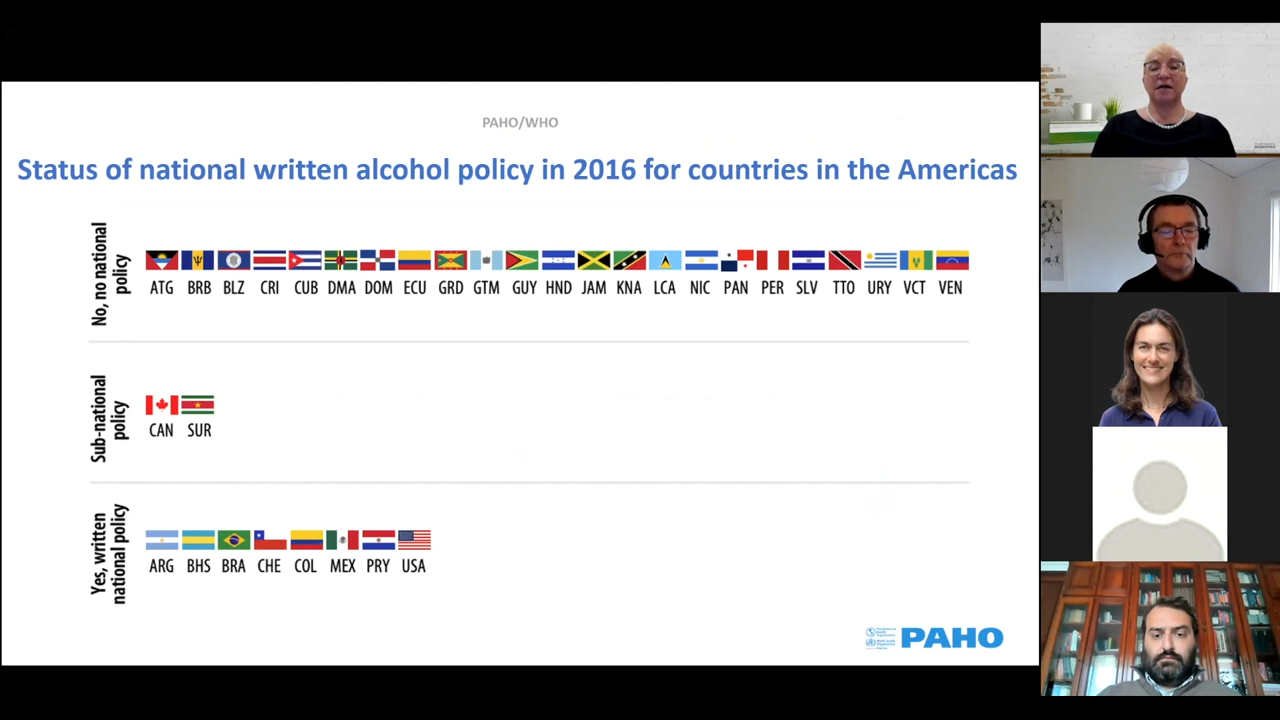 PAHO/WHO
Status of national written alcohol policy in 2016 for countries in the Americas
No, no national
policy
ATG BRB BLZ CRI CUB DMA DOM ECU GRD GTM GUY HND JAM KNA LCA NIC PAN PER SLV TTO URY VCT VEN
Sub-national
policy
CAN SUR
Yes, written
national policy
ARG BHS BRA CHE COL MEX PRY USA
PAHO